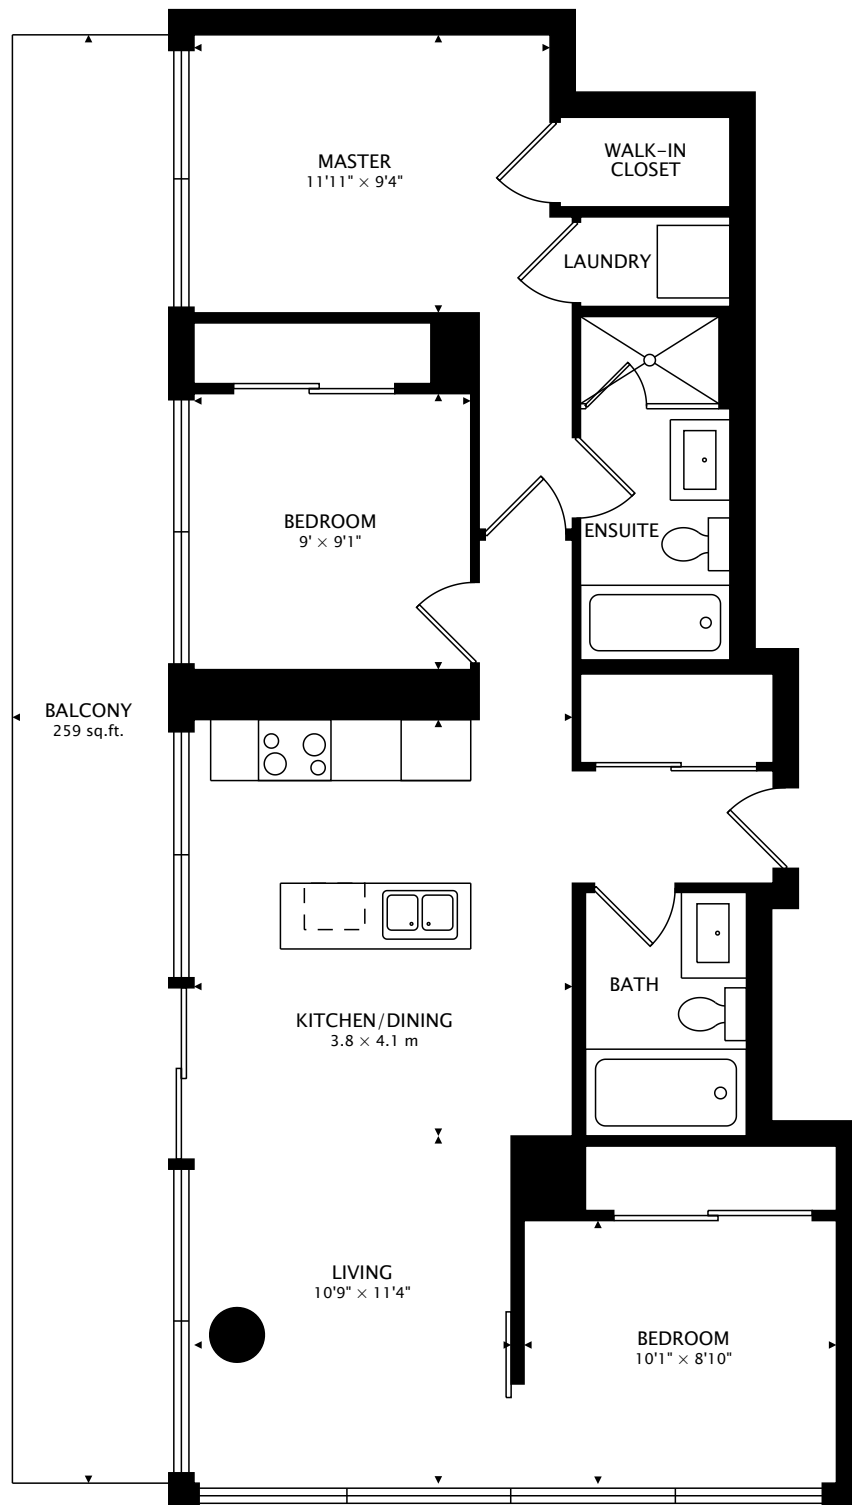 MASTER
11'11" × 9'4"
WALK-IN
CLOSET
LAUNDRY
BEDROOM
9' × 9'1"
ENSUITE
BALCONY
259 sq.ft.
BATH
KITCHEN/DINING
3.8 × 4.1 m
LIVING
10'9" × 11'4"
BEDROOM
10'1" × 8'10"